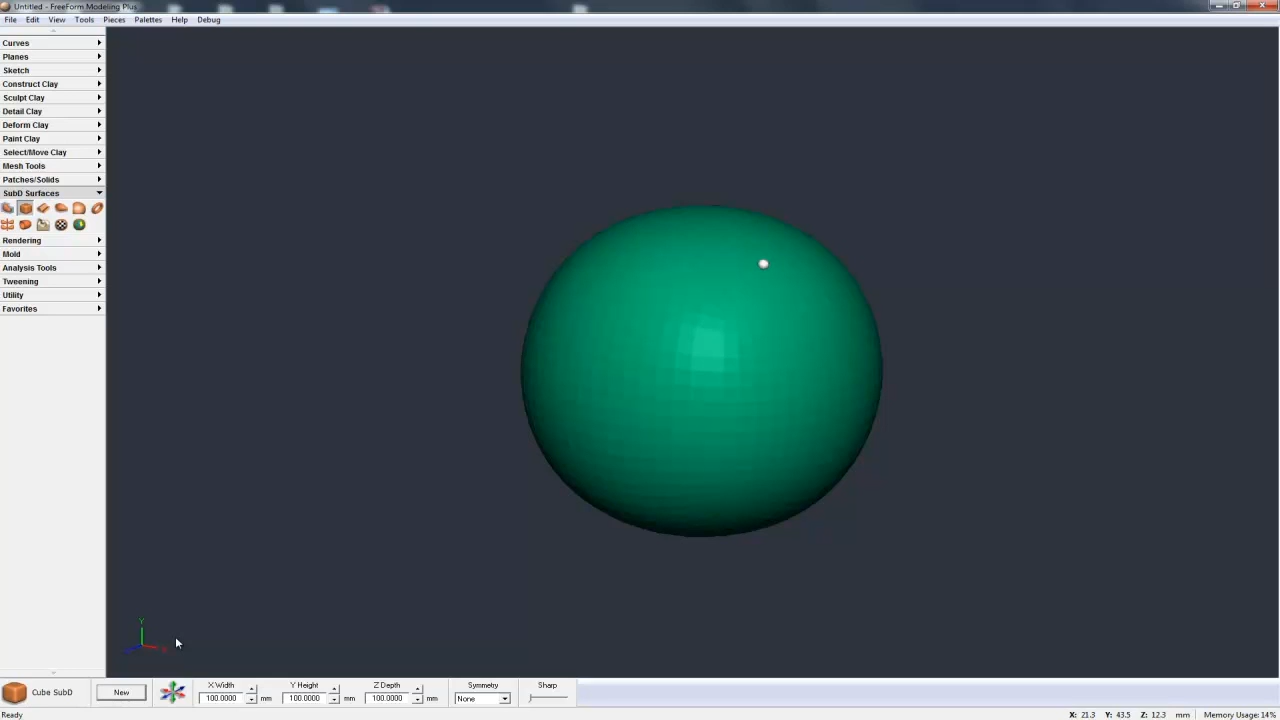 Untitled - FreeForm Modeling Plus
File Edit View Tools Pieces Palettes Help Debug
Curves
Planes
Sketch
Construct Clay
Sculpt Clay
Detail Clay
Deform Clay
Paint Clay
Select/Move Clay
Mesh Tools
Patches/Solids
SubD Surfaces
Rendering
Mold
Analysis Tools
Tweening
Utility
Favorites
Y
X
X Width Y Height Z Depth Symmetry Sharp
Cube SubD New 100.0000 mm 100.0000 mm 100.0000 mm None
Ready X: 21.3 Y: 43.5 Z: 12.3 mm Memory Usage: 14%